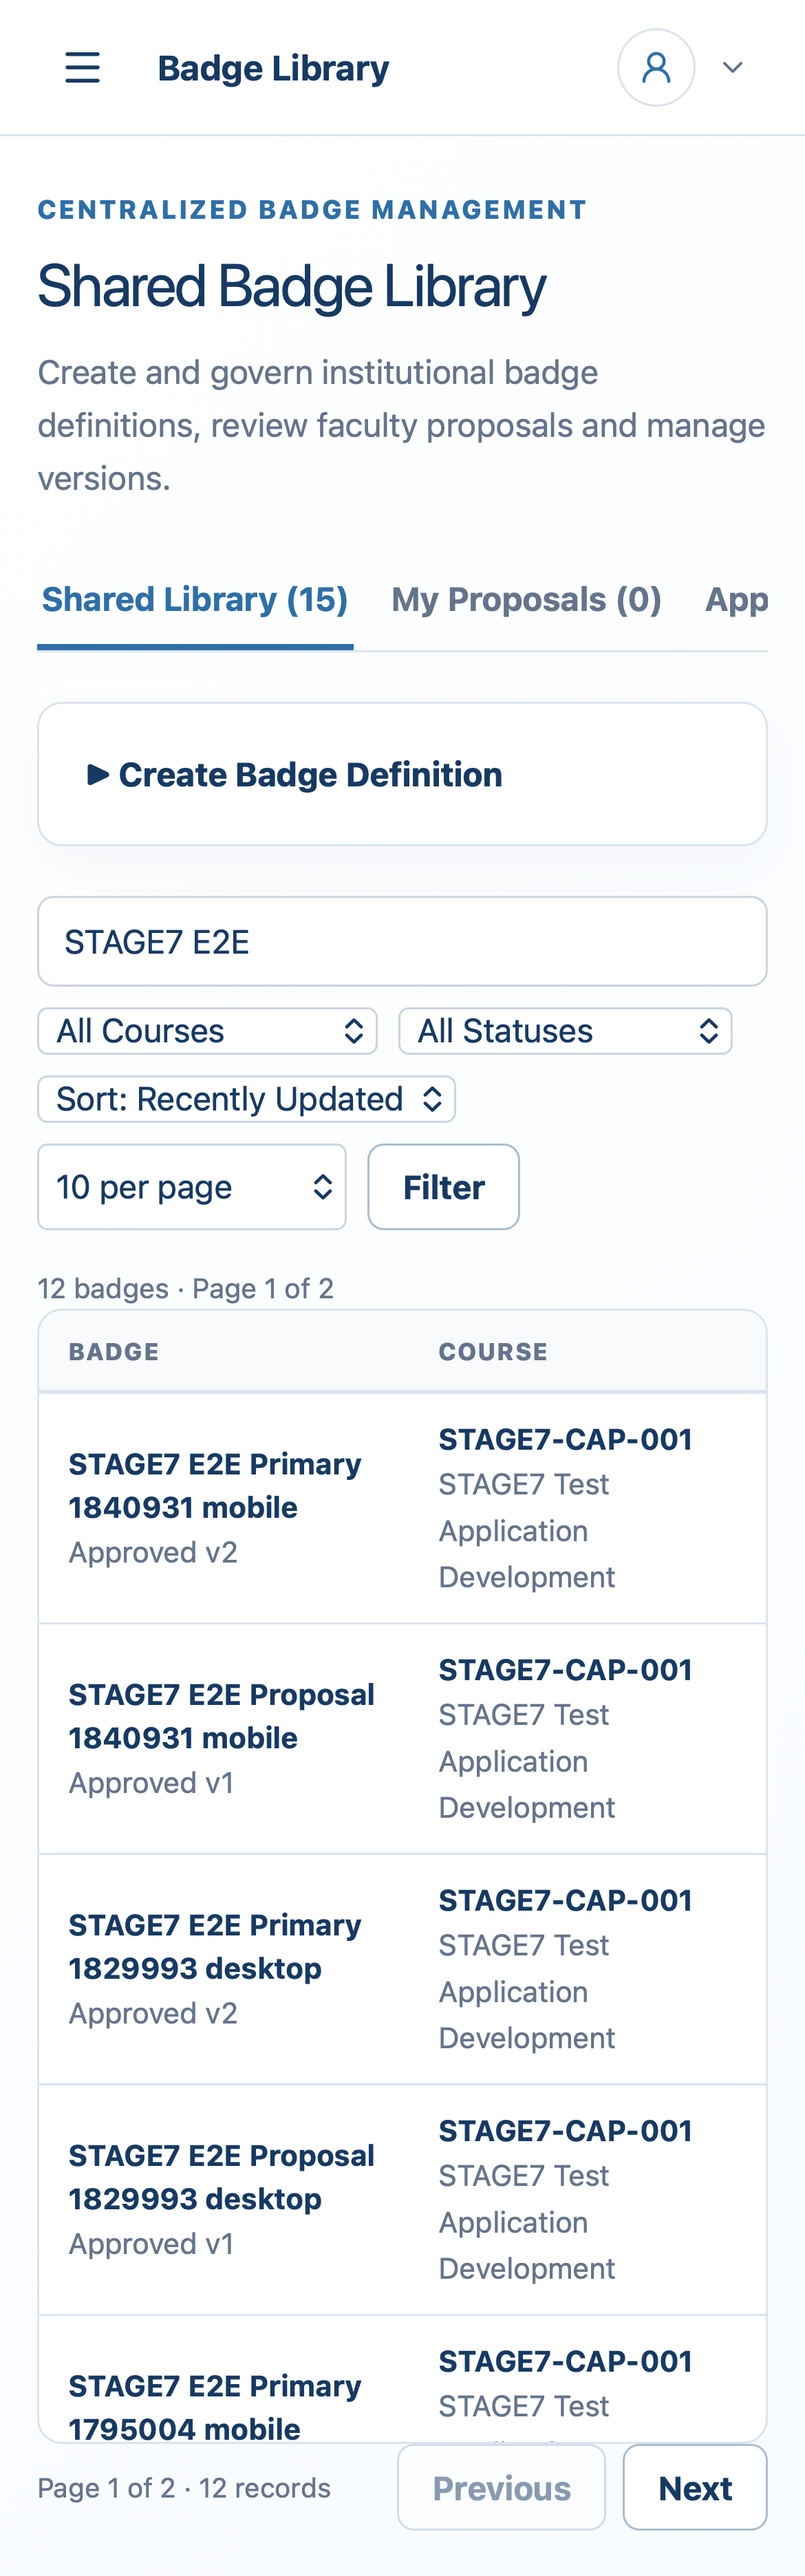 Badge Library
CENTRALIZED BADGE MANAGEMENT
Shared Badge Library
Create and govern institutional badge
definitions, review faculty proposals and manage
versions.
Shared Library (15) My Proposals (0) App
Create Badge Definition
STAGE7 E2E
All Courses All Statuses
Sort: Recently Updated
10 per page Filter
12 badges · Page 1 of 2
BADGE COURSE
STAGE7 E2E Primary
1840931 mobile
Approved v2
STAGE7-CAP-001
STAGE7 Test
Application
Development
STAGE7 E2E Proposal
1840931 mobile
Approved v1
STAGE7-CAP-001
STAGE7 Test
Application
Development
STAGE7 E2E Primary
1829993 desktop
Approved v2
STAGE7-CAP-001
STAGE7 Test
Application
Development
STAGE7 E2E Proposal
1829993 desktop
Approved v1
STAGE7-CAP-001
STAGE7 Test
Application
Development
STAGE7 E2E Primary
1795004 mobile
STAGE7-CAP-001
STAGE7 Test
Page 1 of 2 · 12 records Previous Next